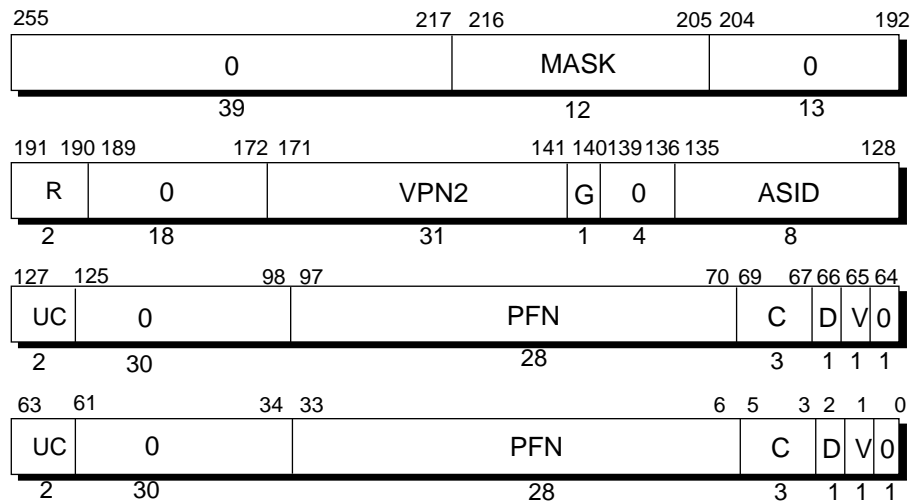 255 217 216 205 204 192
0 MASK 0
39 12 13
191 190 189 172 171 141 140 139 136 135 128
R 0 VPN2 G 0 ASID
2 18 31 1 4 8
127 125 98 97 70 69 67 66 65 64
UC 0 PFN C D V 0
2 30 28 3 1 1 1
63 61 34 33 6 5 3 2 1 0
UC 0 PFN C D V 0
2 30 28 3 1 1 1